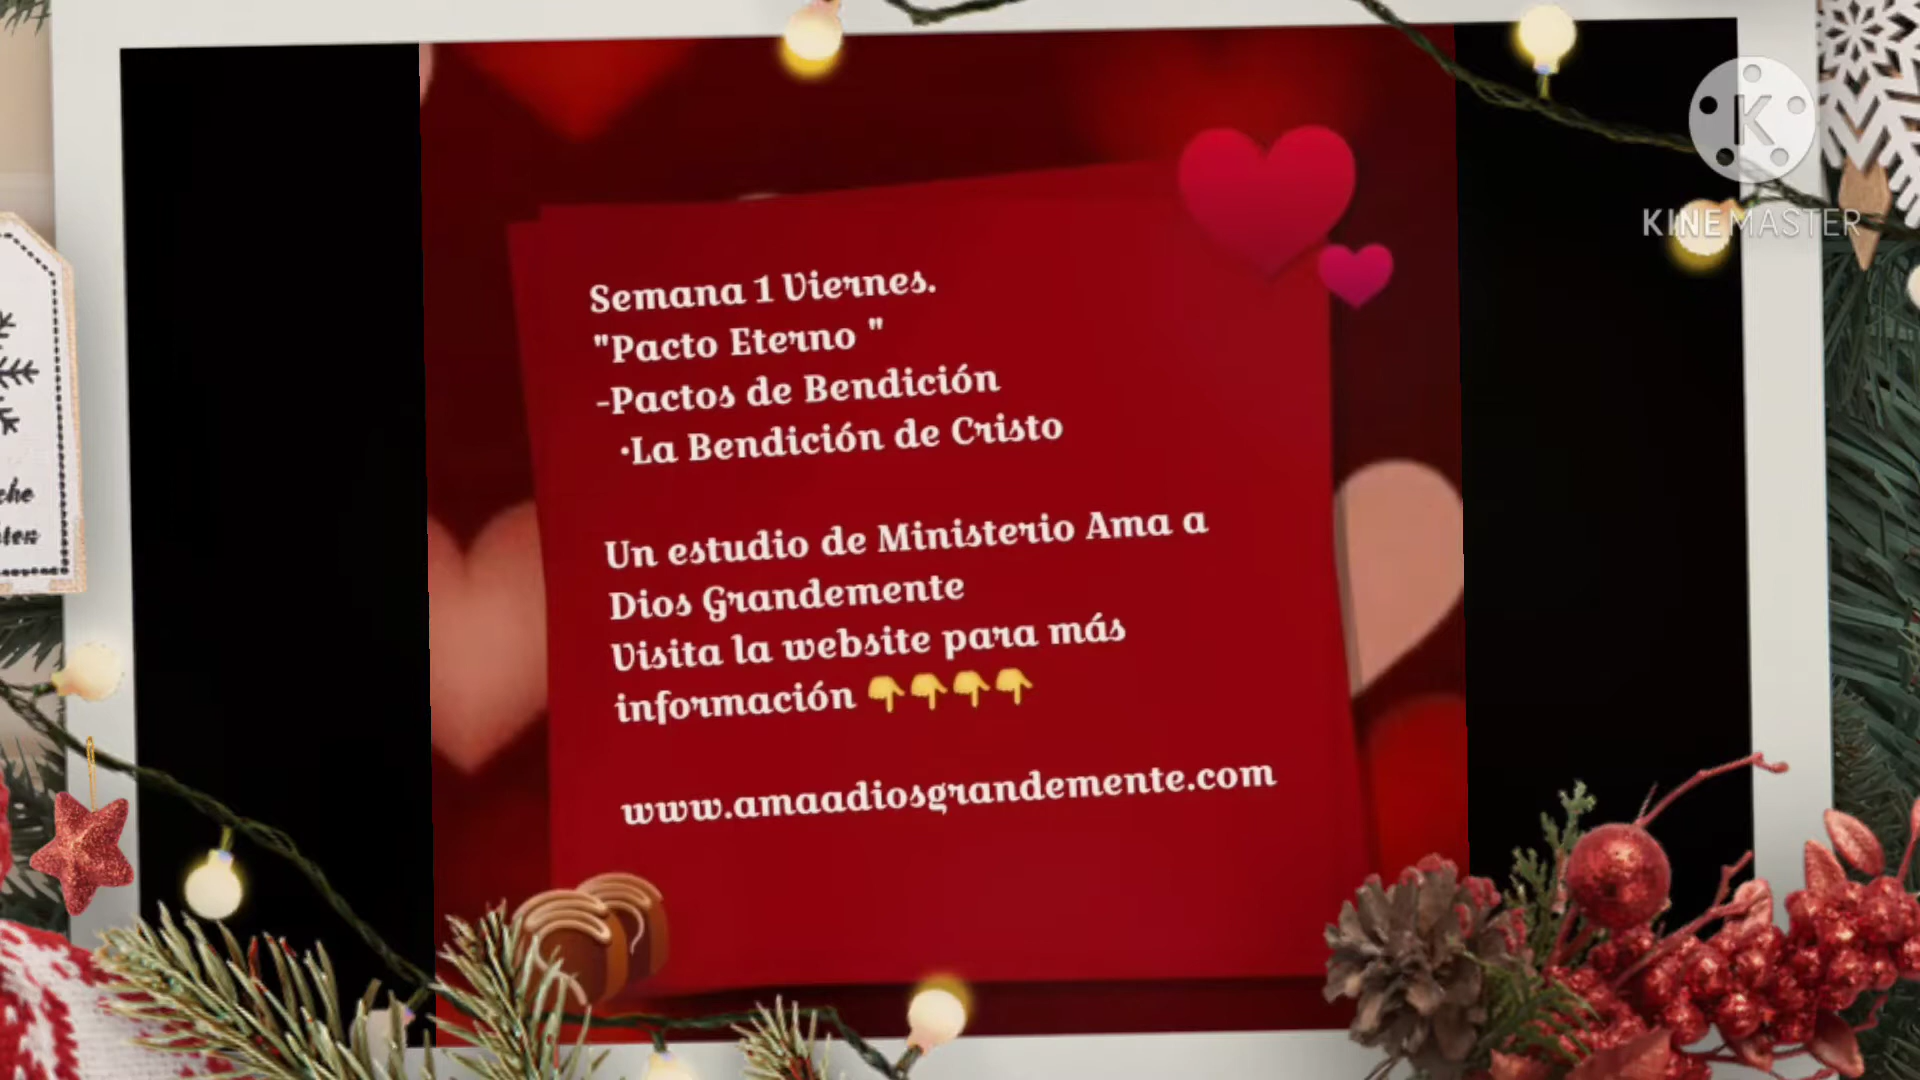 Semana 1 Viernes.
"Pacto Eterno "
-Pactos de Bendición
•La Bendición de Cristo
Un estudio de Ministerio Ama a
Dios Grandemente
Visita la website para más
información 👇👇👇👇
www.amaadiosgrandemente.com
K
KINEMASTER